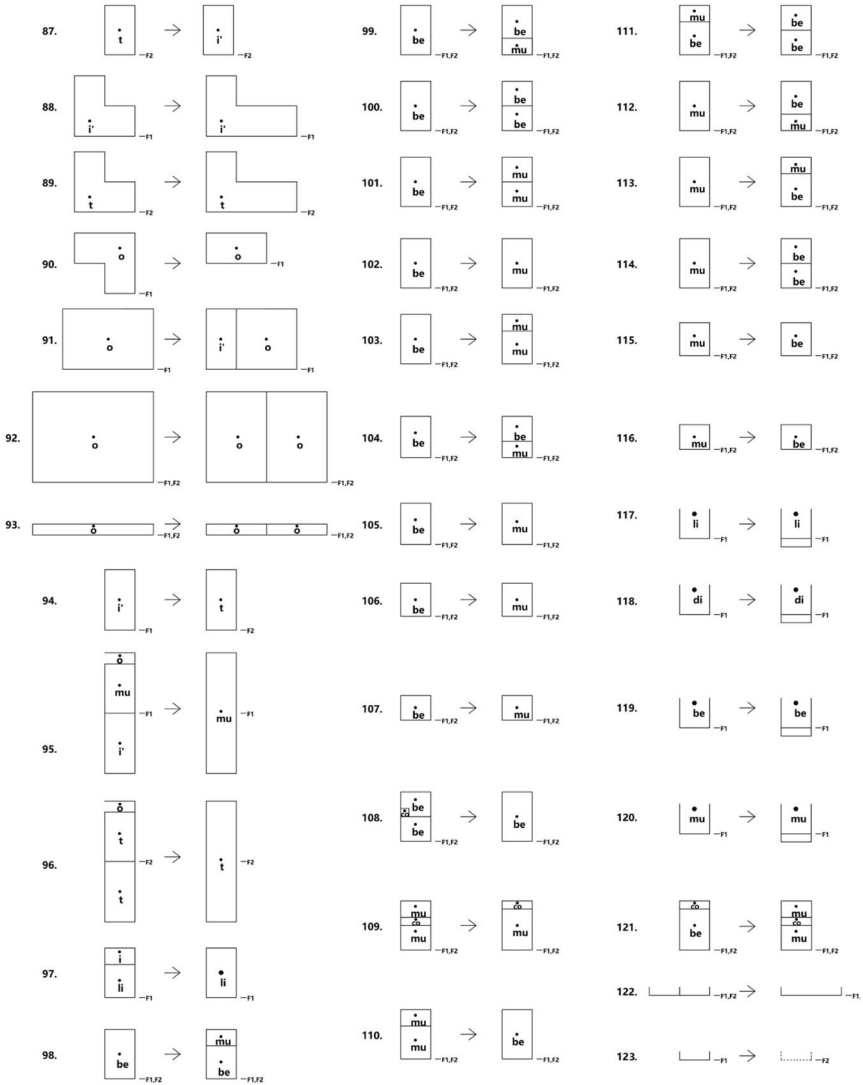 87. t —F2 → i' —F2
88. i' —F1 → i' —F1
89. t —F2 → t —F2
90. o —F1 → o —F1
91. o —F1 → i' o —F1
92. o —F1,F2 → o o —F1,F2
93. o —F1,F2 → o o —F1,F2
94. i' —F1 → t —F2
95. o mu —F1 i' → mu —F1
96. o t —F2 t → t —F2
97. i li —F1 → li —F1
98. be —F1,F2 → mu be —F1,F2
99. be —F1,F2 → be mu —F1,F2
100. be —F1,F2 → be be —F1,F2
101. be —F1,F2 → mu mu —F1,F2
102. be —F1,F2 → mu —F1,F2
103. be —F1,F2 → mu mu —F1,F2
104. be —F1,F2 → be mu —F1,F2
105. be —F1,F2 → mu —F1,F2
106. be —F1,F2 → mu —F1,F2
107. be —F1,F2 → mu —F1,F2
108. be co be —F1,F2 → be —F1,F2
109. mu co mu —F1,F2 → co mu —F1,F2
110. mu mu —F1,F2 → be —F1,F2
111. mu be —F1,F2 → be be —F1,F2
112. mu —F1,F2 → be mu —F1,F2
113. mu —F1,F2 → mu be —F1,F2
114. mu —F1,F2 → be be —F1,F2
115. mu —F1,F2 → be —F1,F2
116. mu —F1,F2 → be —F1,F2
117. li —F1 → li —F1
118. di —F1 → di —F1
119. be —F1 → be —F1
120. mu —F1 → mu —F1
121. co be —F1,F2 → mu co mu —F1,F2
122. —F1,F2 → —F1,
123. —F1 → —F2